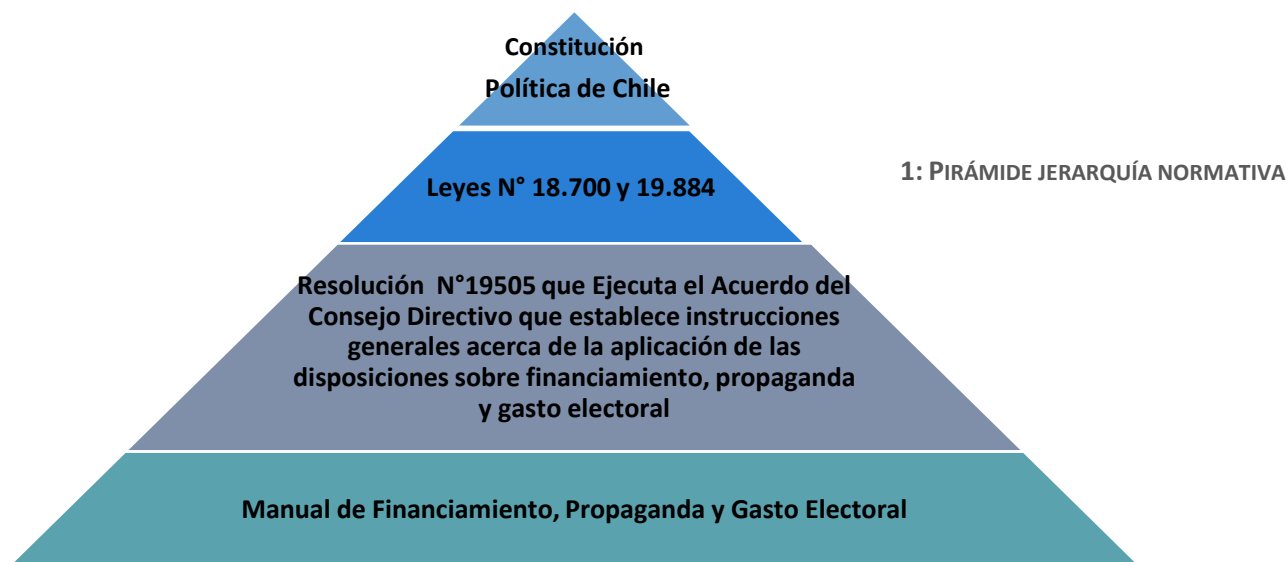 Constitución
Política de Chile
Leyes N° 18.700 y 19.884
1: PIRÁMIDE JERARQUÍA NORMATIVA
Resolución N°19505 que Ejecuta el Acuerdo del
Consejo Directivo que establece instrucciones
generales acerca de la aplicación de las
disposiciones sobre financiamiento, propaganda
y gasto electoral
Manual de Financiamiento, Propaganda y Gasto Electoral